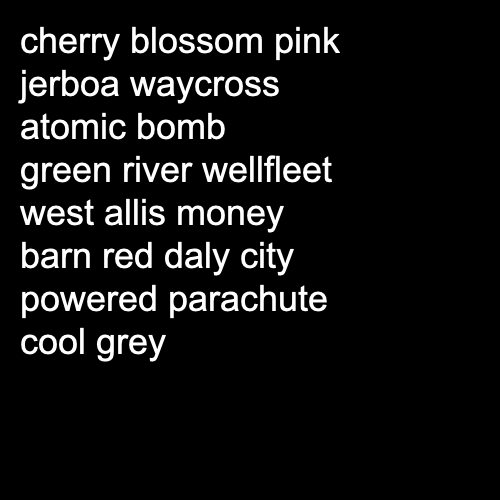 cherry blossom pink
jerboa waycross
atomic bomb
green river wellfleet
west allis money
barn red daly city
powered parachute
cool grey